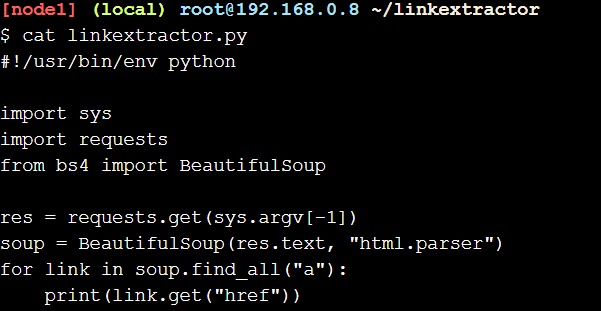 [node1] (local) root@192.168.0.8 ~/linkextractor
$ cat linkextractor.py
#!/usr/bin/env python

import sys
import requests
from bs4 import BeautifulSoup

res = requests.get(sys.argv[-1])
soup = BeautifulSoup(res.text, "html.parser")
for link in soup.find_all("a"):
    print(link.get("href"))